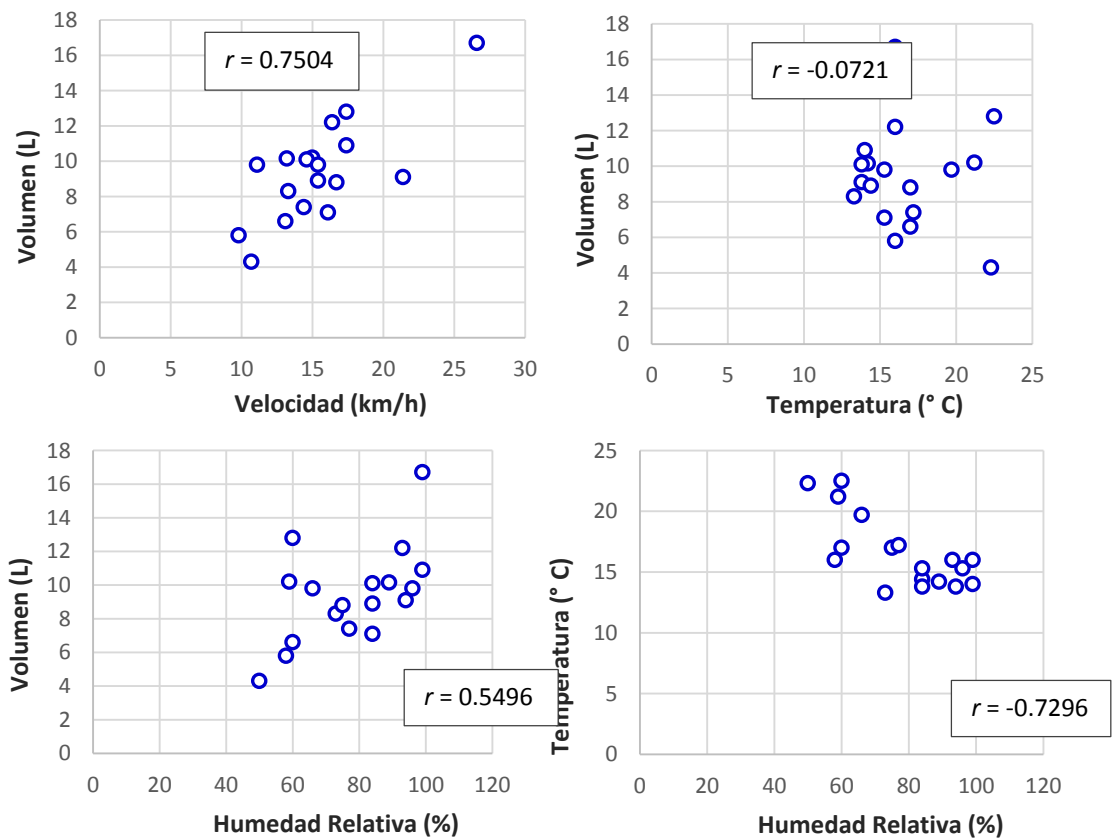 18
16
14
12
10
8
6
4
2
0
Volumen (L)
r = 0.7504
0 5 10 15 20 25 30
Velocidad (km/h)
18
16
14
12
10
8
6
4
2
0
Volumen (L)
r = -0.0721
0 5 10 15 20 25
Temperatura (° C)
18
16
14
12
10
8
6
4
2
0
Volumen (L)
r = 0.5496
0 20 40 60 80 100 120
Humedad Relativa (%)
25
20
15
10
5
0
Temperatura (° C)
r = -0.7296
0 20 40 60 80 100 120
Humedad Relativa (%)